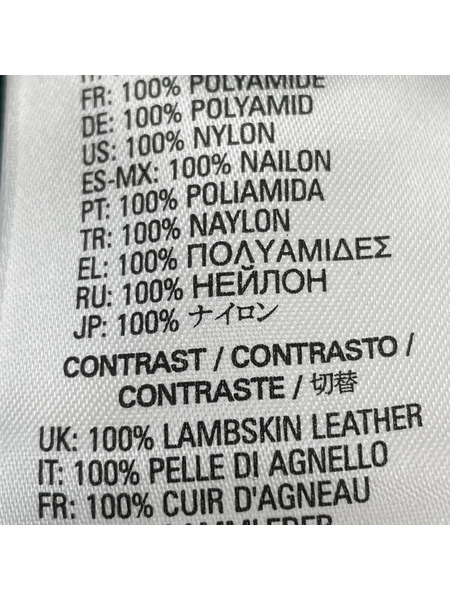 FR: 100% POLYAMIDE
DE: 100% POLYAMID
US: 100% NYLON
ES-MX: 100% NAILON
PT: 100% POLIAMIDA
TR: 100% NAYLON
EL: 100% ΠΟΛΥΑΜΙΔΕΣ
RU: 100% НЕЙЛОН
JP: 100% ナイロン
CONTRAST / CONTRASTO /
CONTRASTE / 切替
UK: 100% LAMBSKIN LEATHER
IT: 100% PELLE DI AGNELLO
FR: 100% CUIR D'AGNEAU